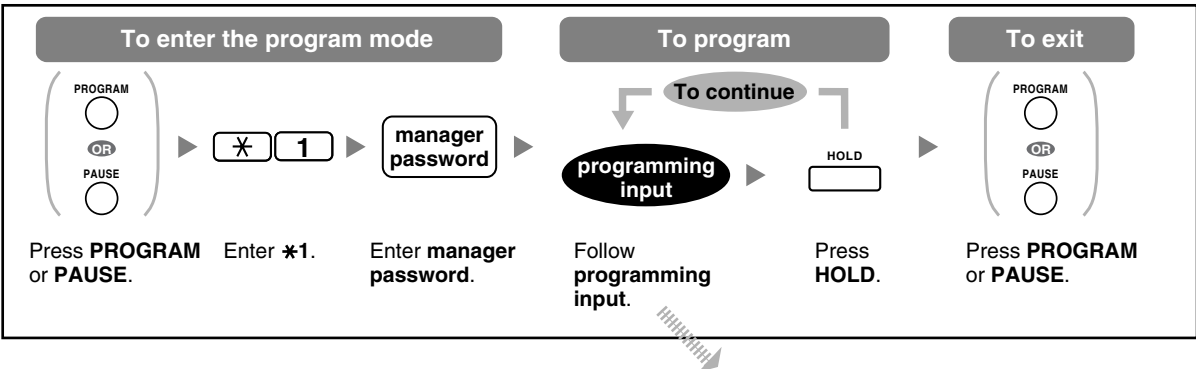 To enter the program mode
To program
To exit
PROGRAM
OR
PAUSE
✳ 1
manager
password
To continue
programming
input
HOLD
PROGRAM
OR
PAUSE
Press PROGRAM
or PAUSE.
Enter ✳1.
Enter manager
password.
Follow
programming
input.
Press
HOLD.
Press PROGRAM
or PAUSE.